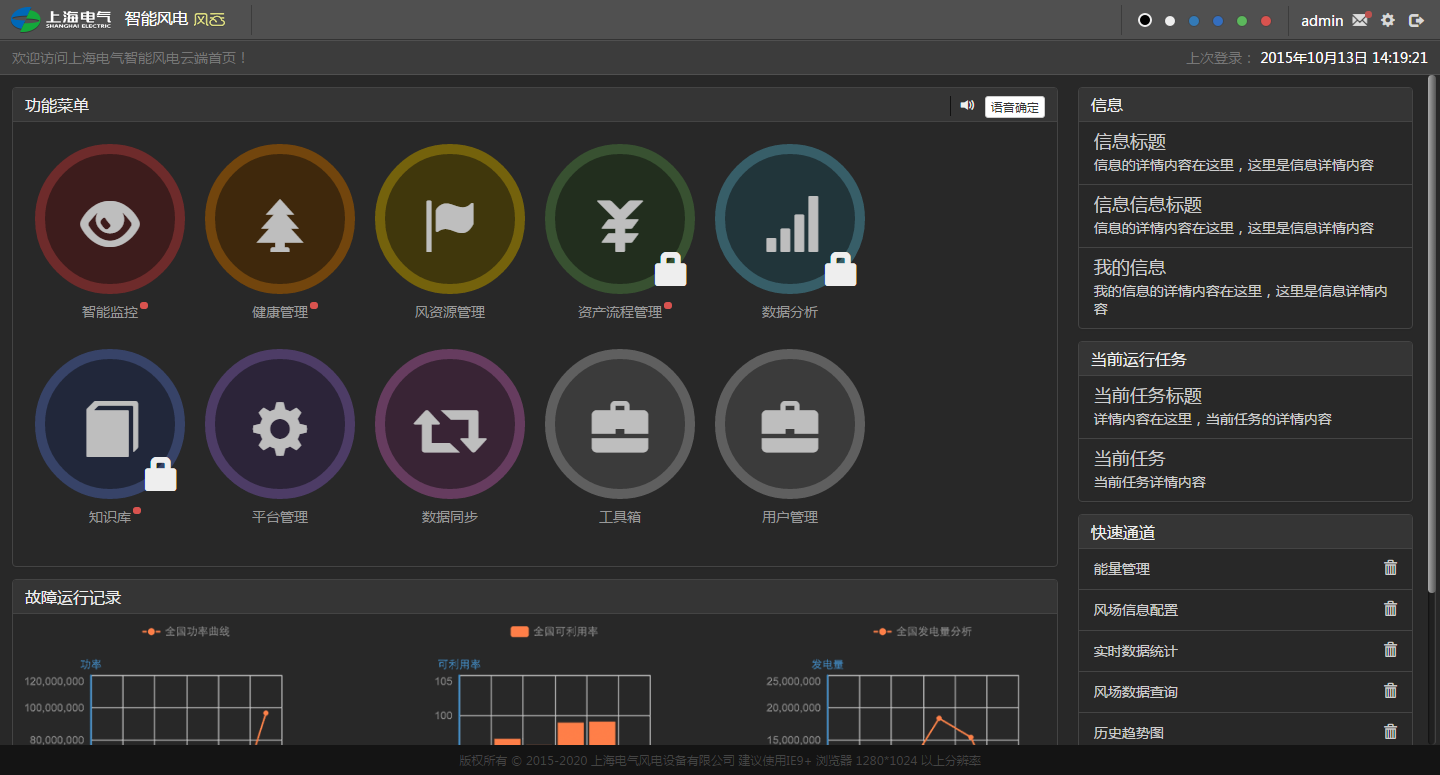 上海电气 智能风电 风云
SHANGHAI ELECTRIC
admin
欢迎访问上海电气智能风电云端首页！
上次登录： 2015年10月13日 14:19:21
功能菜单
语音确定
智能监控 健康管理 风资源管理 资产流程管理 数据分析
知识库 平台管理 数据同步 工具箱 用户管理
故障运行记录
全国功率曲线
功率
120,000,000
100,000,000
80,000,000
全国可利用率
可利用率
105
100
全国发电量分析
发电量
25,000,000
20,000,000
15,000,000
信息
信息标题
信息的详情内容在这里，这里是信息详情内容
信息信息标题
信息的详情内容在这里，这里是信息详情内容
我的信息
我的信息的详情内容在这里，这里是信息详情内
容
当前运行任务
当前任务标题
详情内容在这里，当前任务的详情内容
当前任务
当前任务详情内容
快速通道
能量管理
风场信息配置
实时数据统计
风场数据查询
历史趋势图
版权所有 © 2015-2020 上海电气风电设备有限公司 建议使用IE9+ 浏览器 1280*1024 以上分辨率